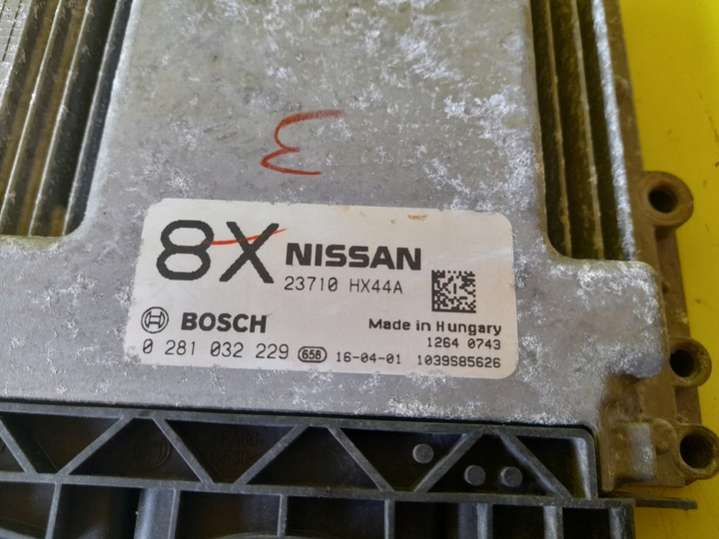 3
8X NISSAN
23710 HX44A
BOSCH
Made in Hungary
1264 0743
0 281 032 229 658 16-04-01 1039S85626